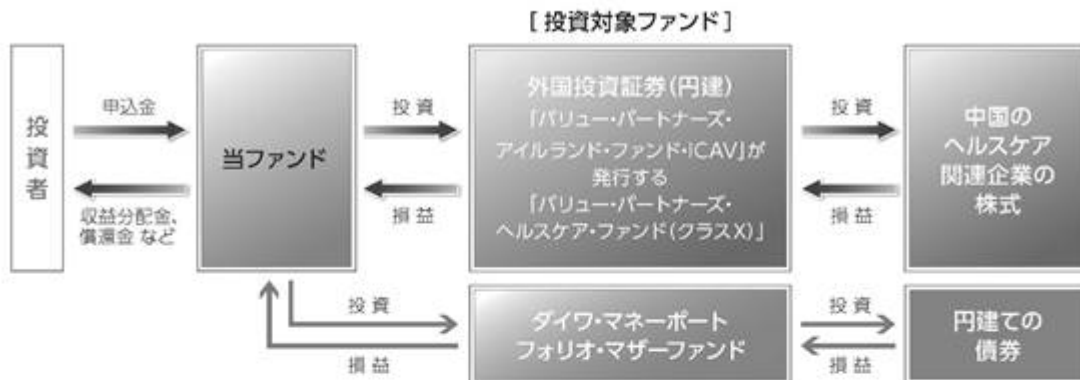 [投資対象ファンド]
投資者
申込金
収益分配金、
償還金 など
当ファンド
投資
損益
外国投資証券(円建)
「バリュー・パートナーズ・
アイルランド・ファンド・iCAV」が
発行する
「バリュー・パートナーズ・
ヘルスケア・ファンド(クラスX)」
投資
損益
中国の
ヘルスケア
関連企業の
株式
投資
損益
ダイワ・マネーポート
フォリオ・マザーファンド
投資
損益
円建ての
債券